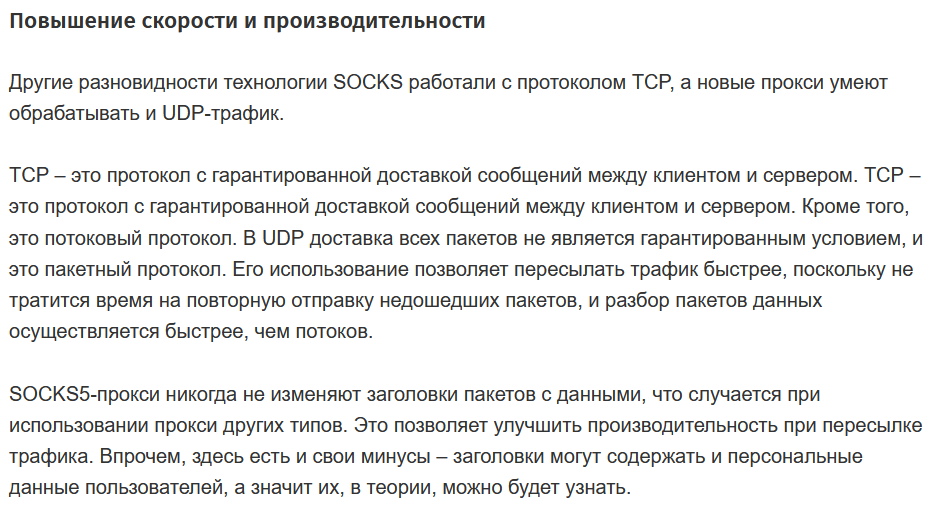 Повышение скорости и производительности
Другие разновидности технологии SOCKS работали с протоколом TCP, а новые прокси умеют
обрабатывать и UDP-трафик.
TCP – это протокол с гарантированной доставкой сообщений между клиентом и сервером. TCP –
это протокол с гарантированной доставкой сообщений между клиентом и сервером. Кроме того,
это потоковый протокол. В UDP доставка всех пакетов не является гарантированным условием, и
это пакетный протокол. Его использование позволяет пересылать трафик быстрее, поскольку не
тратится время на повторную отправку недошедших пакетов, и разбор пакетов данных
осуществляется быстрее, чем потоков.
SOCKS5-прокси никогда не изменяют заголовки пакетов с данными, что случается при
использовании прокси других типов. Это позволяет улучшить производительность при пересылке
трафика. Впрочем, здесь есть и свои минусы – заголовки могут содержать и персональные
данные пользователей, а значит их, в теории, можно будет узнать.